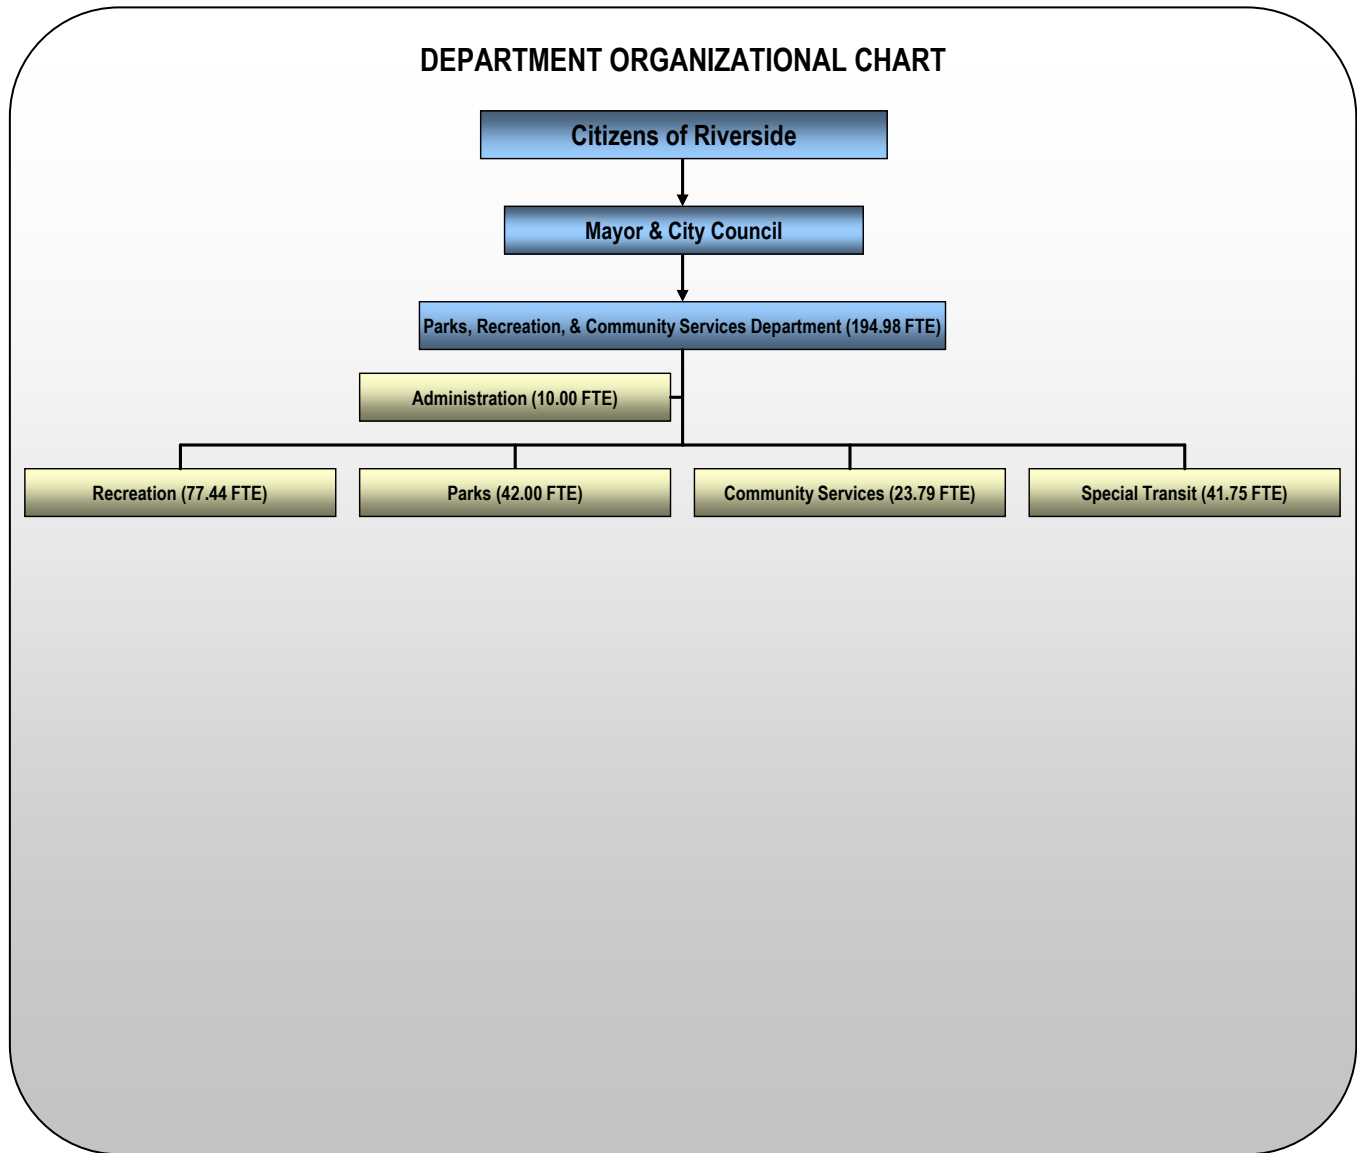 DEPARTMENT ORGANIZATIONAL CHART
Citizens of Riverside
Mayor & City Council
Parks, Recreation, & Community Services Department (194.98 FTE)
Administration (10.00 FTE)
Recreation (77.44 FTE)
Parks (42.00 FTE)
Community Services (23.79 FTE)
Special Transit (41.75 FTE)